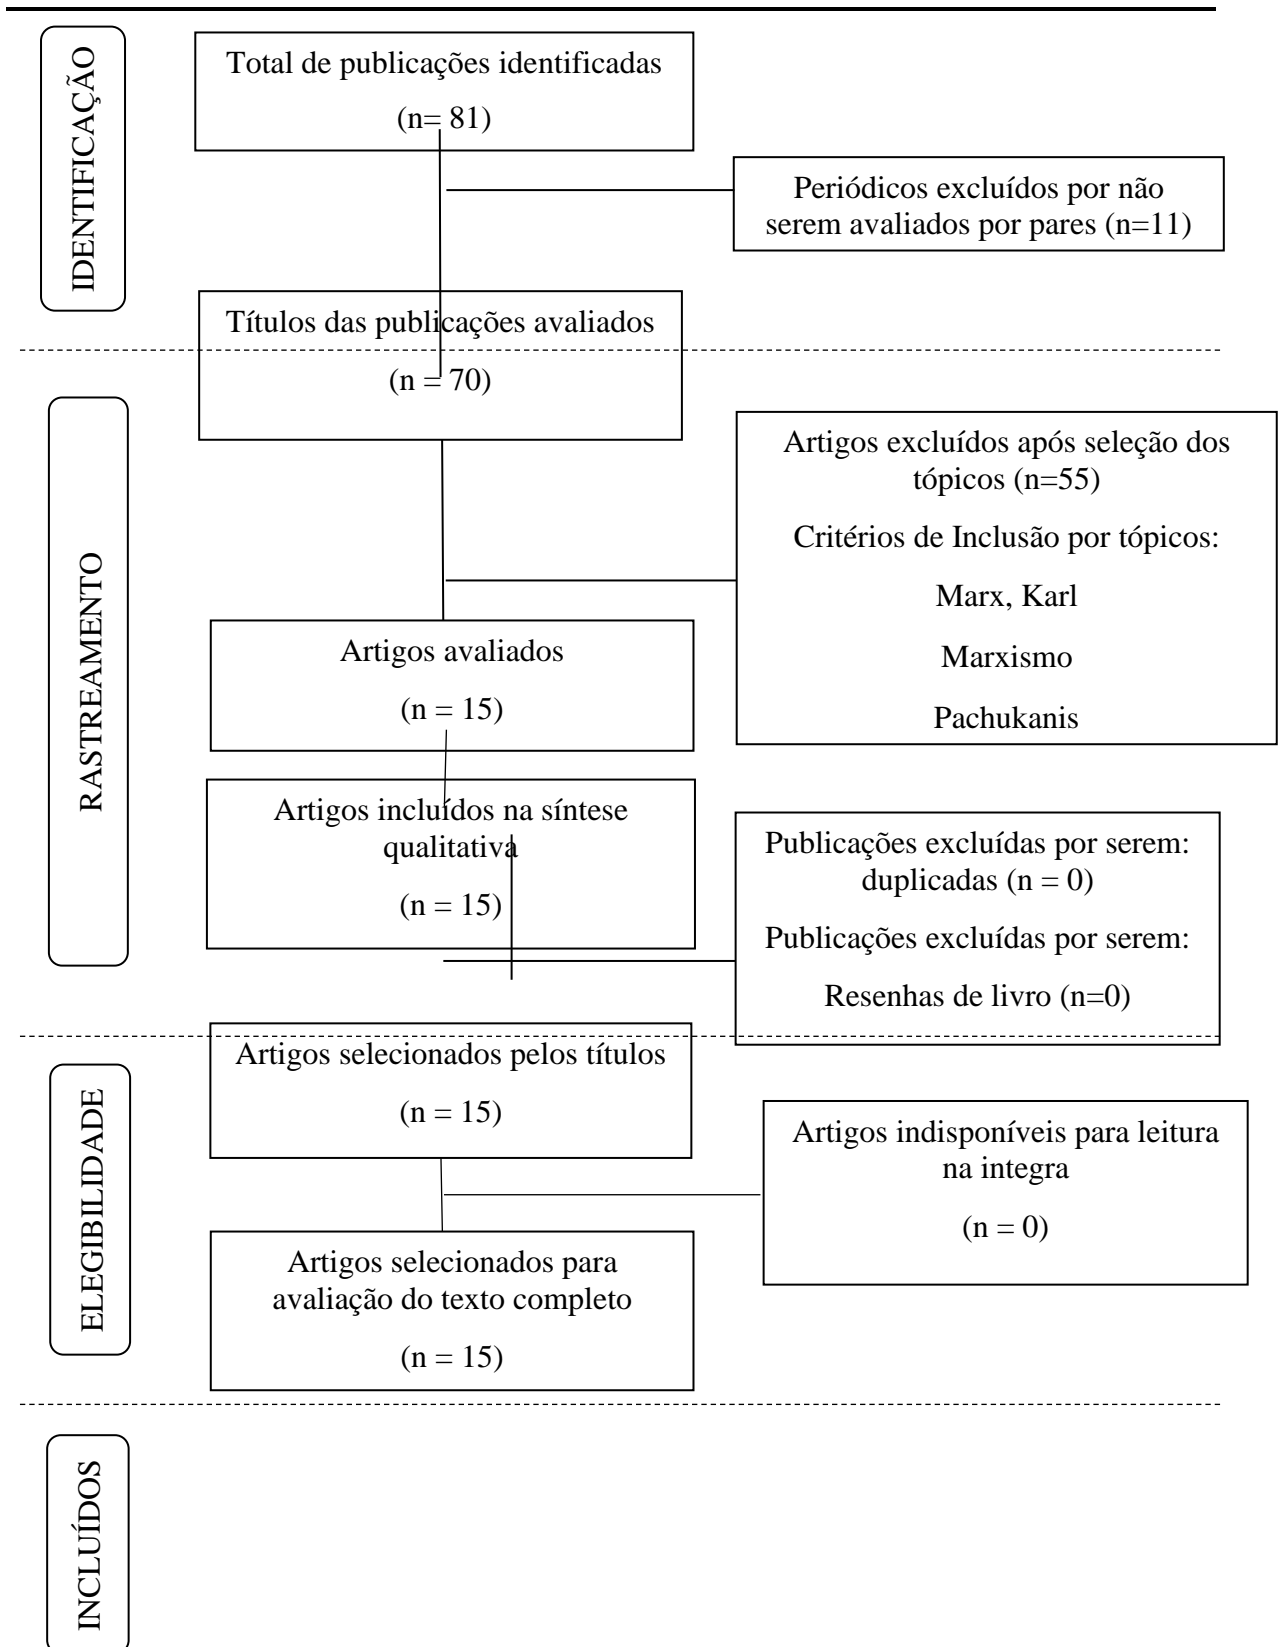 IDENTIFICAÇÃO
Total de publicações identificadas
(n= 81)
Periódicos excluídos por não
serem avaliados por pares (n=11)
Títulos das publicações avaliados
(n = 70)
RASTREAMENTO
Artigos excluídos após seleção dos
tópicos (n=55)
Critérios de Inclusão por tópicos:
Marx, Karl
Marxismo
Pachukanis
Artigos avaliados
(n = 15)
Artigos incluídos na síntese
qualitativa
(n = 15)
Publicações excluídas por serem:
duplicadas (n = 0)
Publicações excluídas por serem:
Resenhas de livro (n=0)
ELEGIBILIDADE
Artigos selecionados pelos títulos
(n = 15)
Artigos indisponíveis para leitura
na integra
(n = 0)
Artigos selecionados para
avaliação do texto completo
(n = 15)
INCLUÍDOS